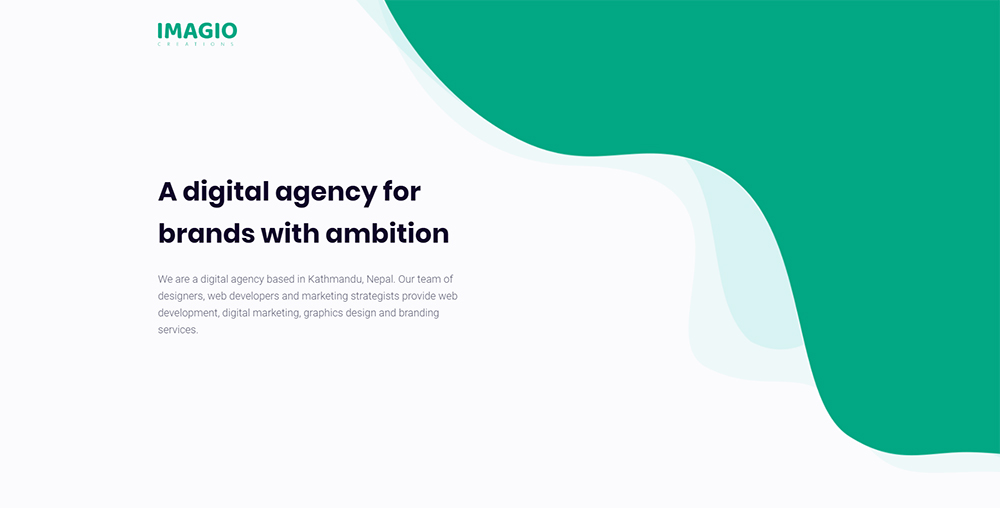 IMAGIO
CREATIONS
A digital agency for
brands with ambition
We are a digital agency based in Kathmandu, Nepal. Our team of
designers, web developers and marketing strategists provide web
development, digital marketing, graphics design and branding
services.